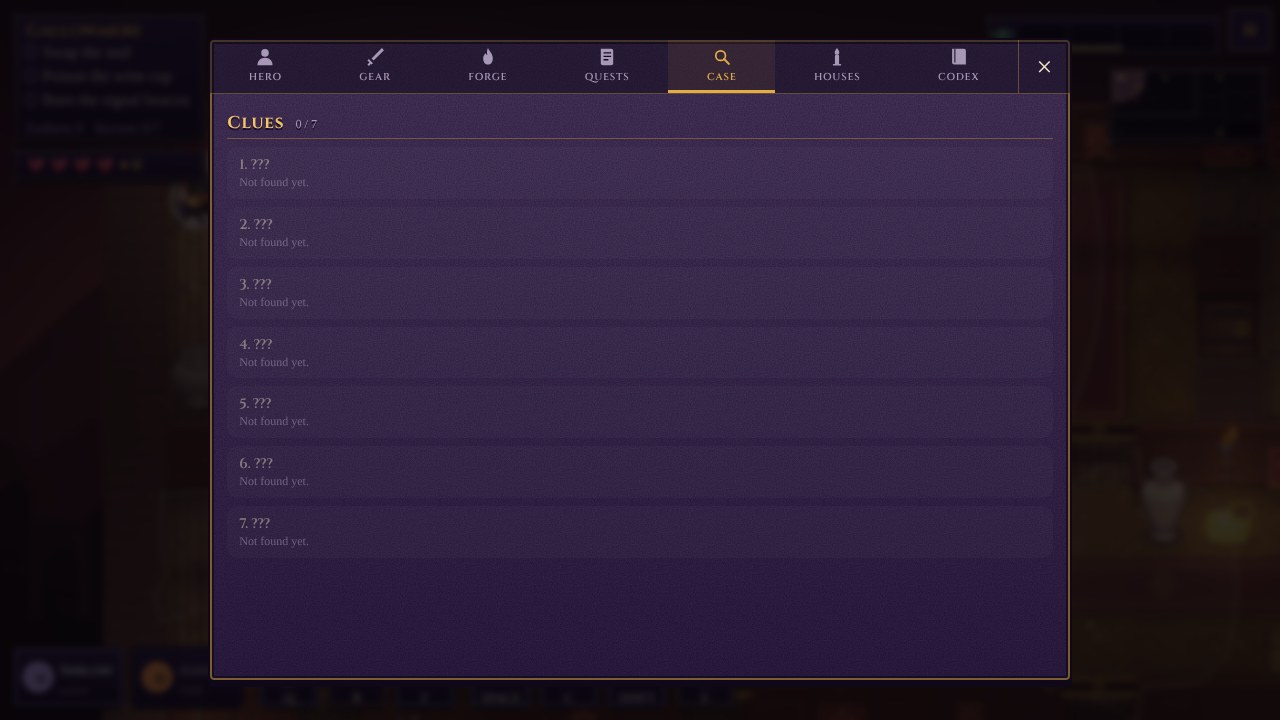 HERO
GEAR
FORGE
QUESTS
CASE
HOUSES
CODEX
CLUES 0/7
1. ???
Not found yet.
2. ???
Not found yet.
3. ???
Not found yet.
4. ???
Not found yet.
5. ???
Not found yet.
6. ???
Not found yet.
7. ???
Not found yet.